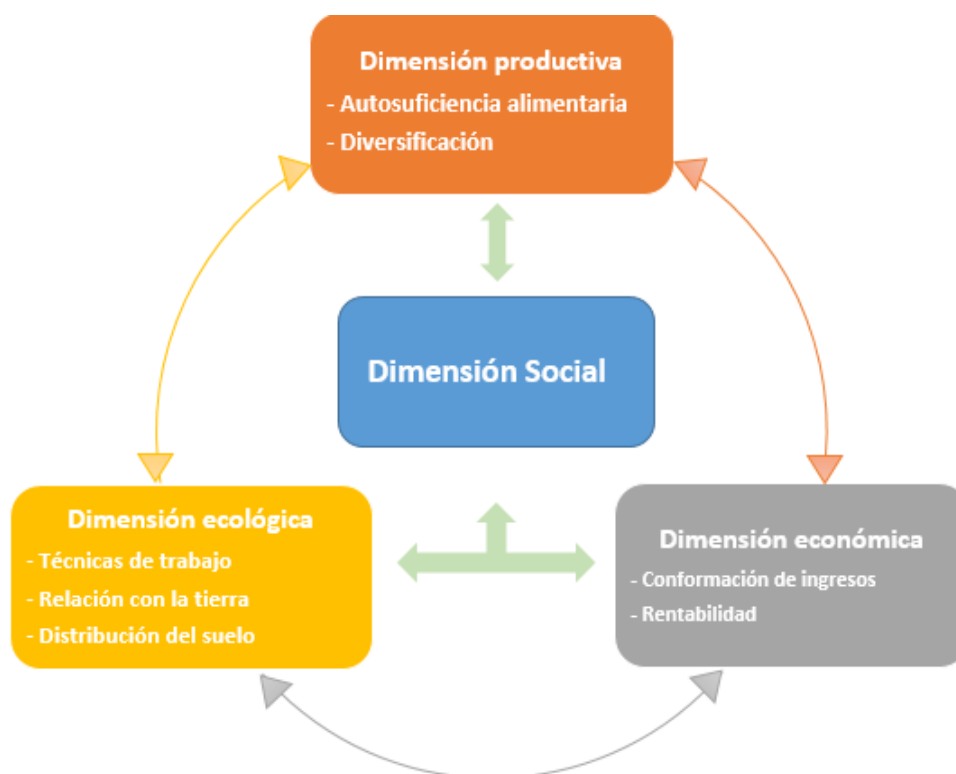 Dimensión productiva
- Autosuficiencia alimentaria
- Diversificación
Dimensión Social
Dimensión ecológica
- Técnicas de trabajo
- Relación con la tierra
- Distribución del suelo
Dimensión económica
- Conformación de ingresos
- Rentabilidad